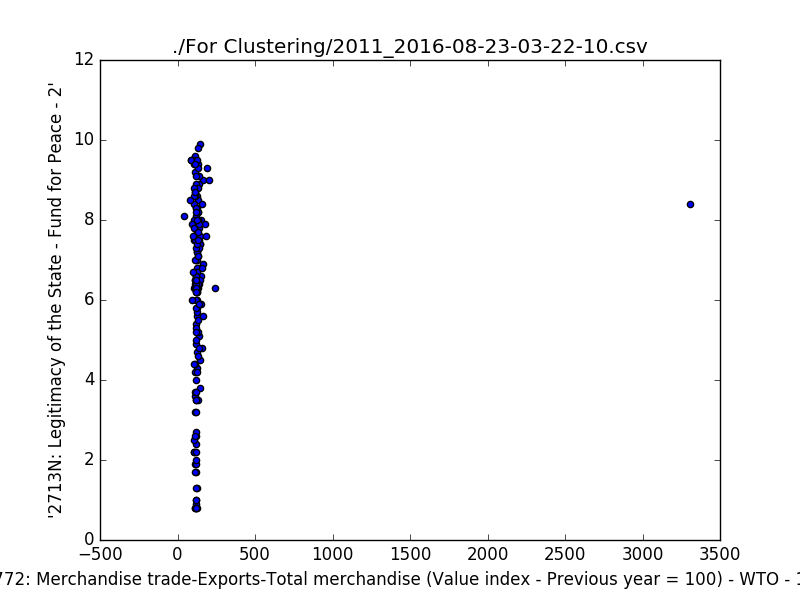 ./For Clustering/2011_2016-08-23-03-22-10.csv
'2713N: Legitimacy of the State - Fund for Peace - 2'
12
10
8
6
4
2
0
−500 0 500 1000 1500 2000 2500 3000 3500
772: Merchandise trade-Exports-Total merchandise (Value index - Previous year = 100) - WTO - 1